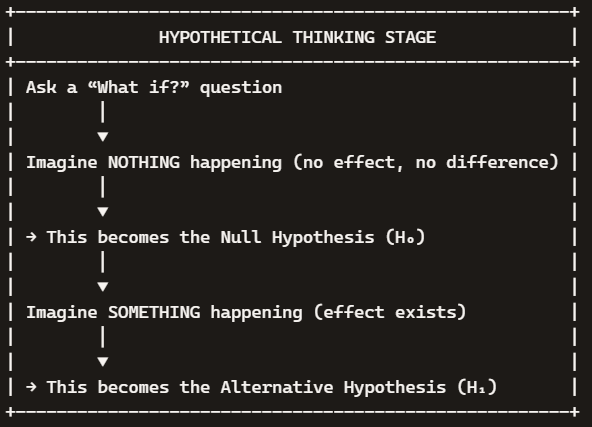 HYPOTHETICAL THINKING STAGE
Ask a “What if?” question
Imagine NOTHING happening (no effect, no difference)
→ This becomes the Null Hypothesis (H₀)
Imagine SOMETHING happening (effect exists)
→ This becomes the Alternative Hypothesis (H₁)